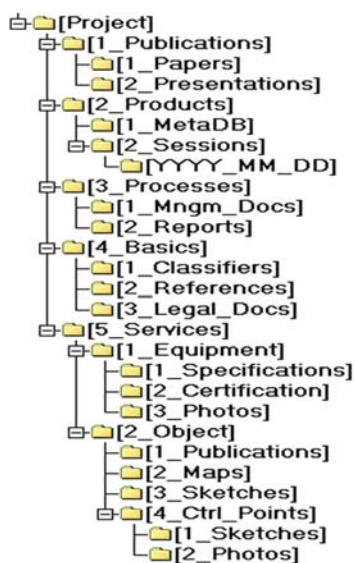 [Project]
[1_Publications]
[1_Papers]
[2_Presentations]
[2_Products]
[1_MetaDB]
[2_Sessions]
[YYYY_MM_DD]
[3_Processes]
[1_Mngm_Docs]
[2_Reports]
[4_Basics]
[1_Classifiers]
[2_References]
[3_Legal_Docs]
[5_Services]
[1_Equipment]
[1_Specifications]
[2_Certification]
[3_Photos]
[2_Object]
[1_Publications]
[2_Maps]
[3_Sketches]
[4_Ctrl_Points]
[1_Sketches]
[2_Photos]